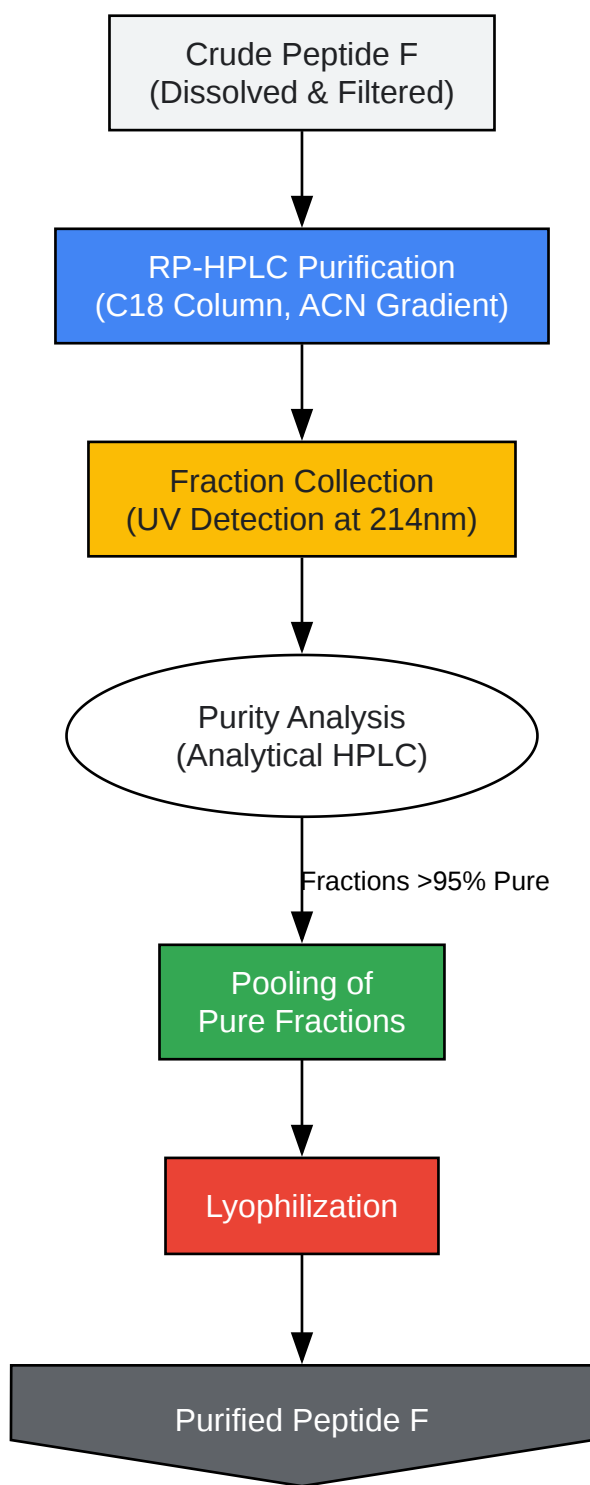 Crude Peptide F
(Dissolved & Filtered)
RP-HPLC Purification
(C18 Column, ACN Gradient)
Fraction Collection
(UV Detection at 214nm)
Purity Analysis
(Analytical HPLC)
Fractions >95% Pure
Pooling of
Pure Fractions
Lyophilization
Purified Peptide F